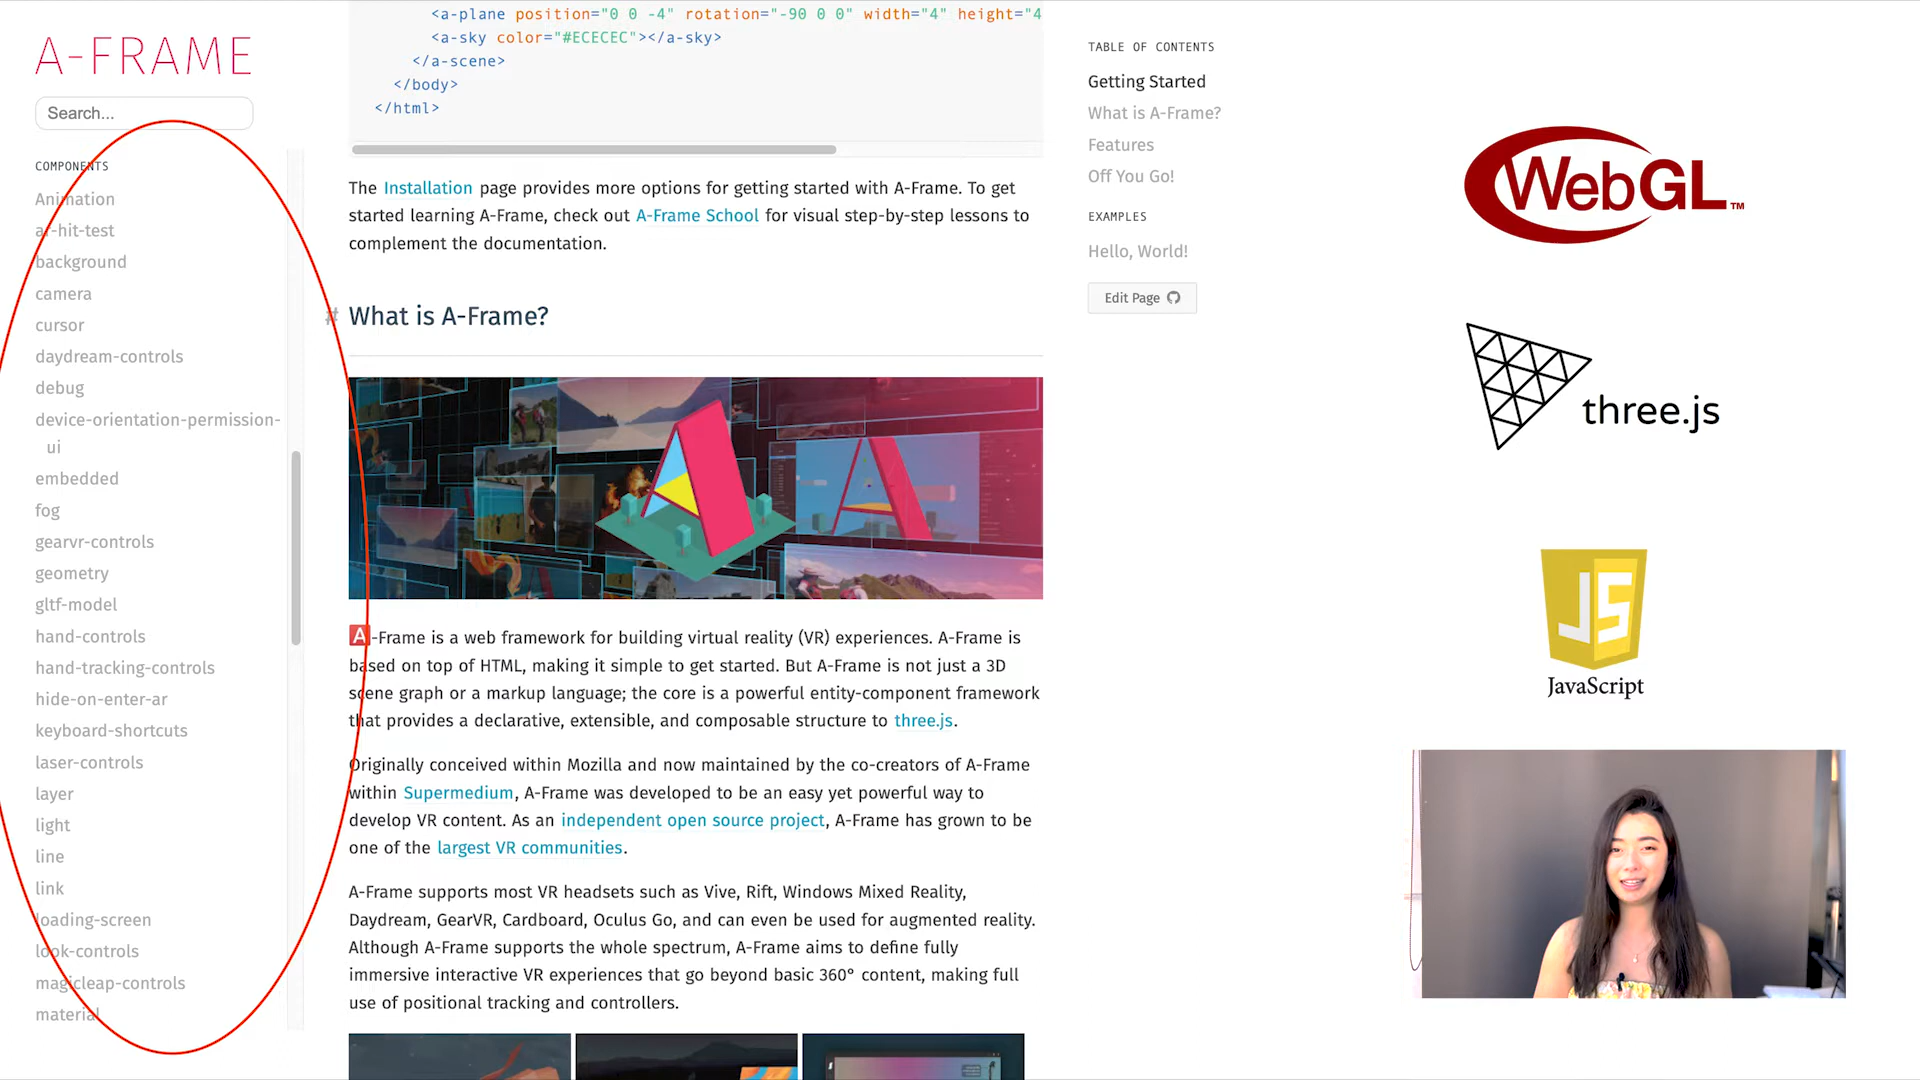 A-FRAME
Search...
COMPONENTS
Animation
ar-hit-test
background
camera
cursor
daydream-controls
debug
device-orientation-permission-
ui
embedded
fog
gearvr-controls
geometry
gltf-model
hand-controls
hand-tracking-controls
hide-on-enter-ar
keyboard-shortcuts
laser-controls
layer
light
line
link
loading-screen
look-controls
magicleap-controls
material
<a-plane position="0 0 -4" rotation="-90 0 0" width="4" height="4
<a-sky color="#ECECEC"></a-sky>
</a-scene>
</body>
</html>
The Installation page provides more options for getting started with A-Frame. To get
started learning A-Frame, check out A-Frame School for visual step-by-step lessons to
complement the documentation.
# What is A-Frame?
A-Frame is a web framework for building virtual reality (VR) experiences. A-Frame is
based on top of HTML, making it simple to get started. But A-Frame is not just a 3D
scene graph or a markup language; the core is a powerful entity-component framework
that provides a declarative, extensible, and composable structure to three.js.
Originally conceived within Mozilla and now maintained by the co-creators of A-Frame
within Supermedium, A-Frame was developed to be an easy yet powerful way to
develop VR content. As an independent open source project, A-Frame has grown to be
one of the largest VR communities.
A-Frame supports most VR headsets such as Vive, Rift, Windows Mixed Reality,
Daydream, GearVR, Cardboard, Oculus Go, and can even be used for augmented reality.
Although A-Frame supports the whole spectrum, A-Frame aims to define fully
immersive interactive VR experiences that go beyond basic 360° content, making full
use of positional tracking and controllers.
TABLE OF CONTENTS
Getting Started
What is A-Frame?
Features
Off You Go!
EXAMPLES
Hello, World!
Edit Page
WebGL™
three.js
JS
JavaScript